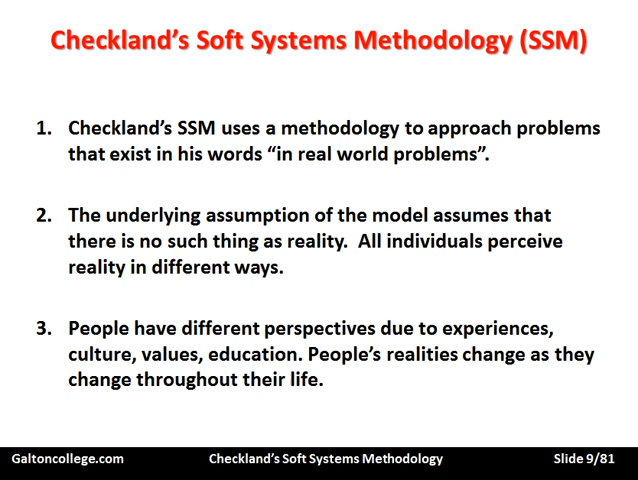 Checkland’s Soft Systems Methodology (SSM)
1. Checkland’s SSM uses a methodology to approach problems
that exist in his words “in real world problems”.
2. The underlying assumption of the model assumes that
there is no such thing as reality. All individuals perceive
reality in different ways.
3. People have different perspectives due to experiences,
culture, values, education. People’s realities change as they
change throughout their life.
Galtoncollege.com Checkland’s Soft Systems Methodology Slide 9/81